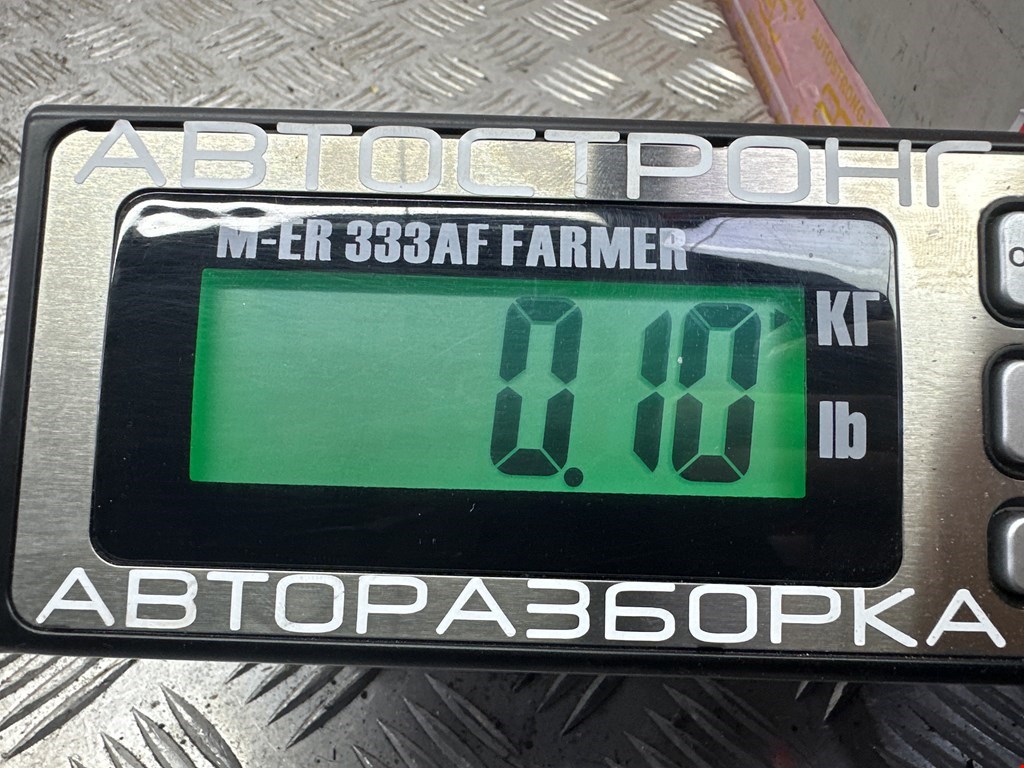 АВТОСТРОНГ
M-ER 333AF FARMER
0.10
КГ
lb
АВТОРАЗБОРКА